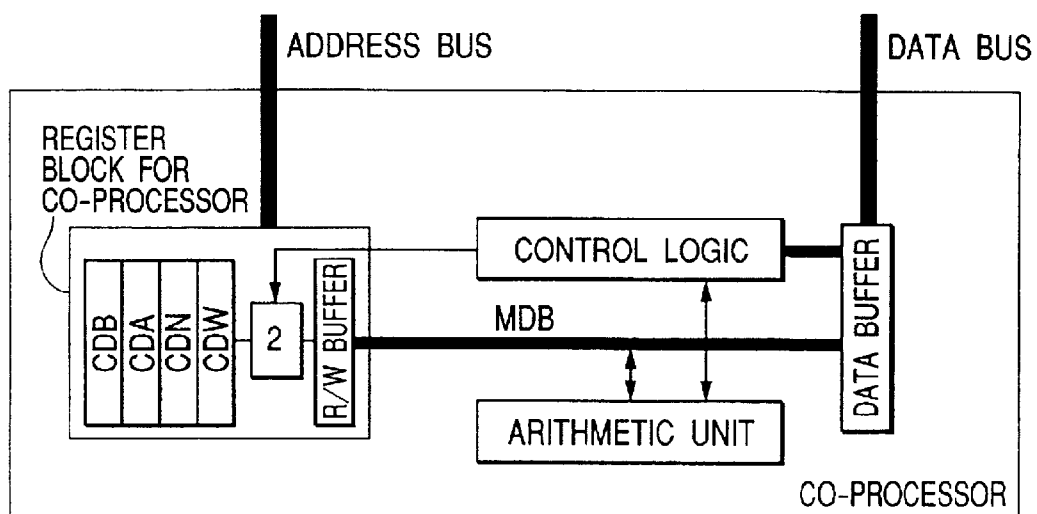 ADDRESS BUS
DATA BUS
REGISTER
BLOCK FOR
CO-PROCESSOR
CONTROL LOGIC
DATA BUFFER
CDB
CDA
CDN
CDW
2
R/W BUFFER
MDB
ARITHMETIC UNIT
CO-PROCESSOR